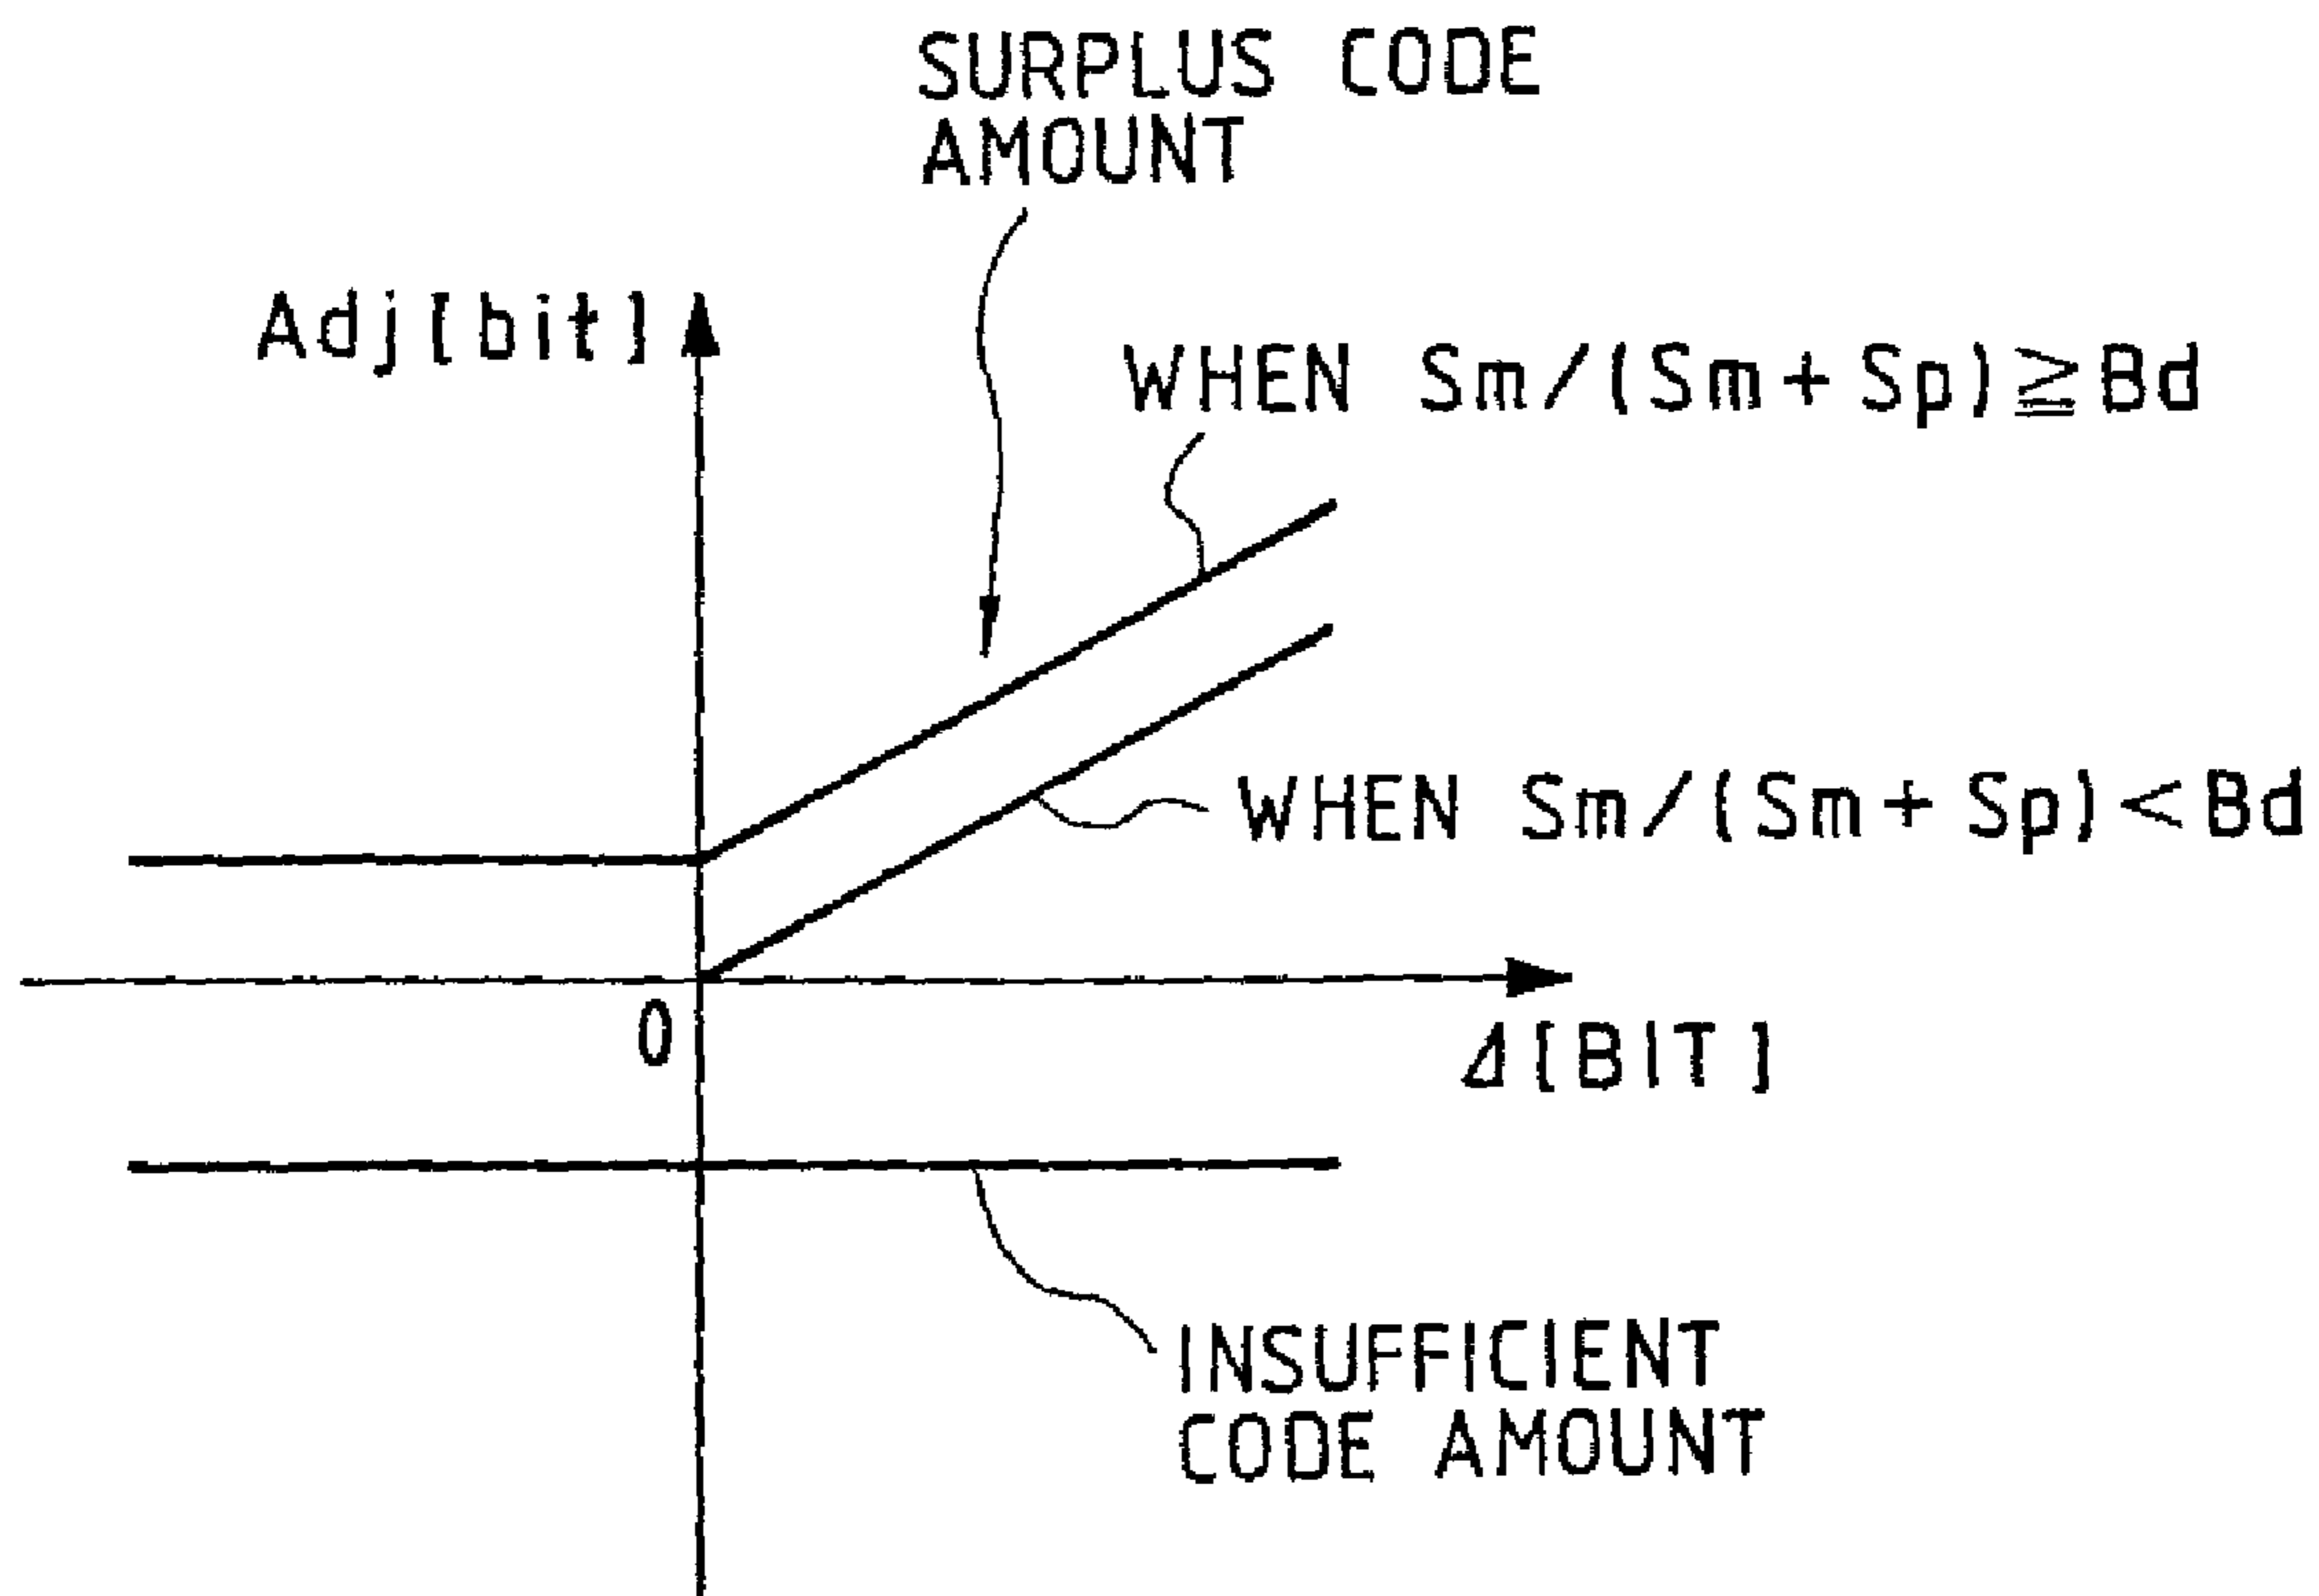 SURPLUS CODE
AMOUNT
Adj[bit]
WHEN Sm/(Sm+Sp)≧Bd
WHEN Sm/(Sm+Sp)<Bd
0
Δ[BIT]
INSUFFICIENT
CODE AMOUNT